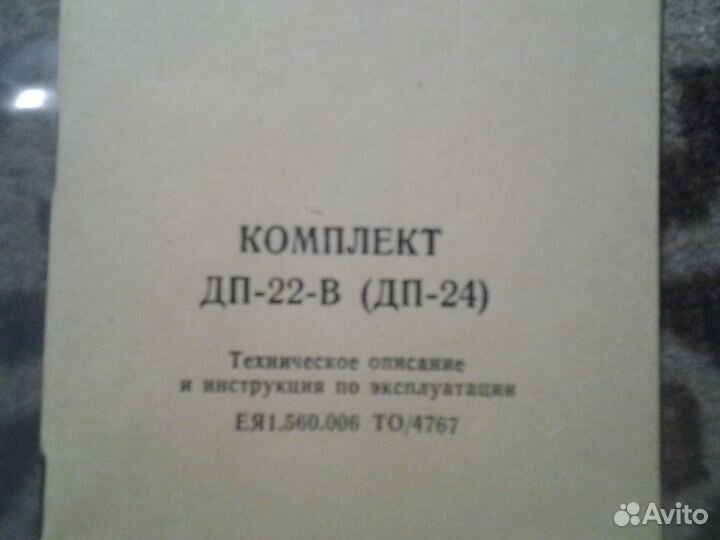 КОМПЛЕКТ
ДП-22-В (ДП-24)
Техническое описание
и инструкция по эксплуатации
ЕЯ1.560.006 ТО/4767
Avito